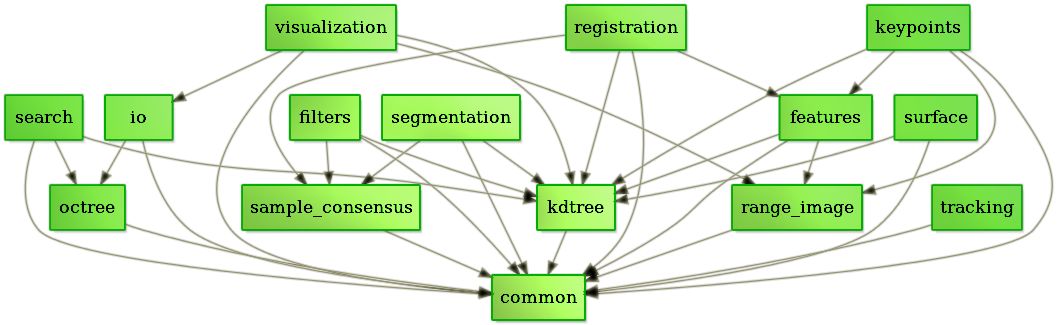 visualization
registration
keypoints
search
io
filters
segmentation
features
surface
octree
sample_consensus
kdtree
range_image
tracking
common